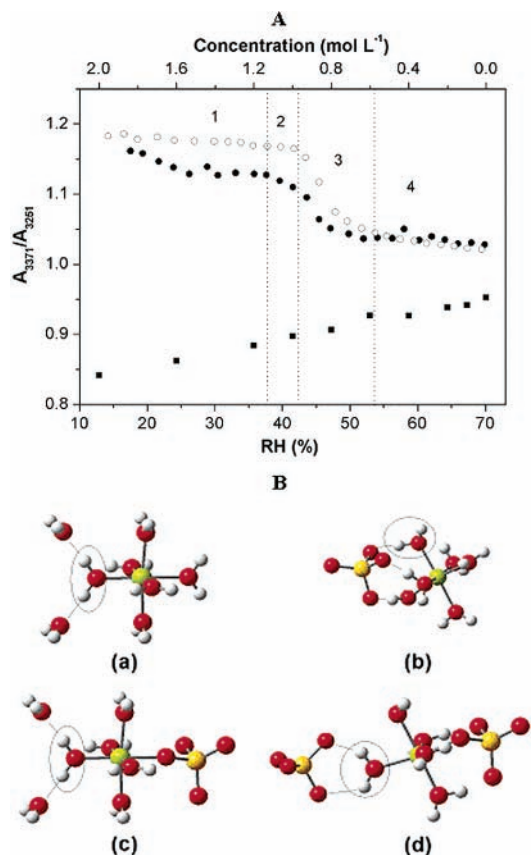 A
Concentration (mol L⁻¹)
2.0 1.6 1.2 0.8 0.4 0.0
1 2 3 4
A₃₃₇₁/A₃₂₅₁
1.2
1.1
1.0
0.9
0.8
10 20 30 40 50 60 70
RH (%)
B
(a) (b)
(c) (d)